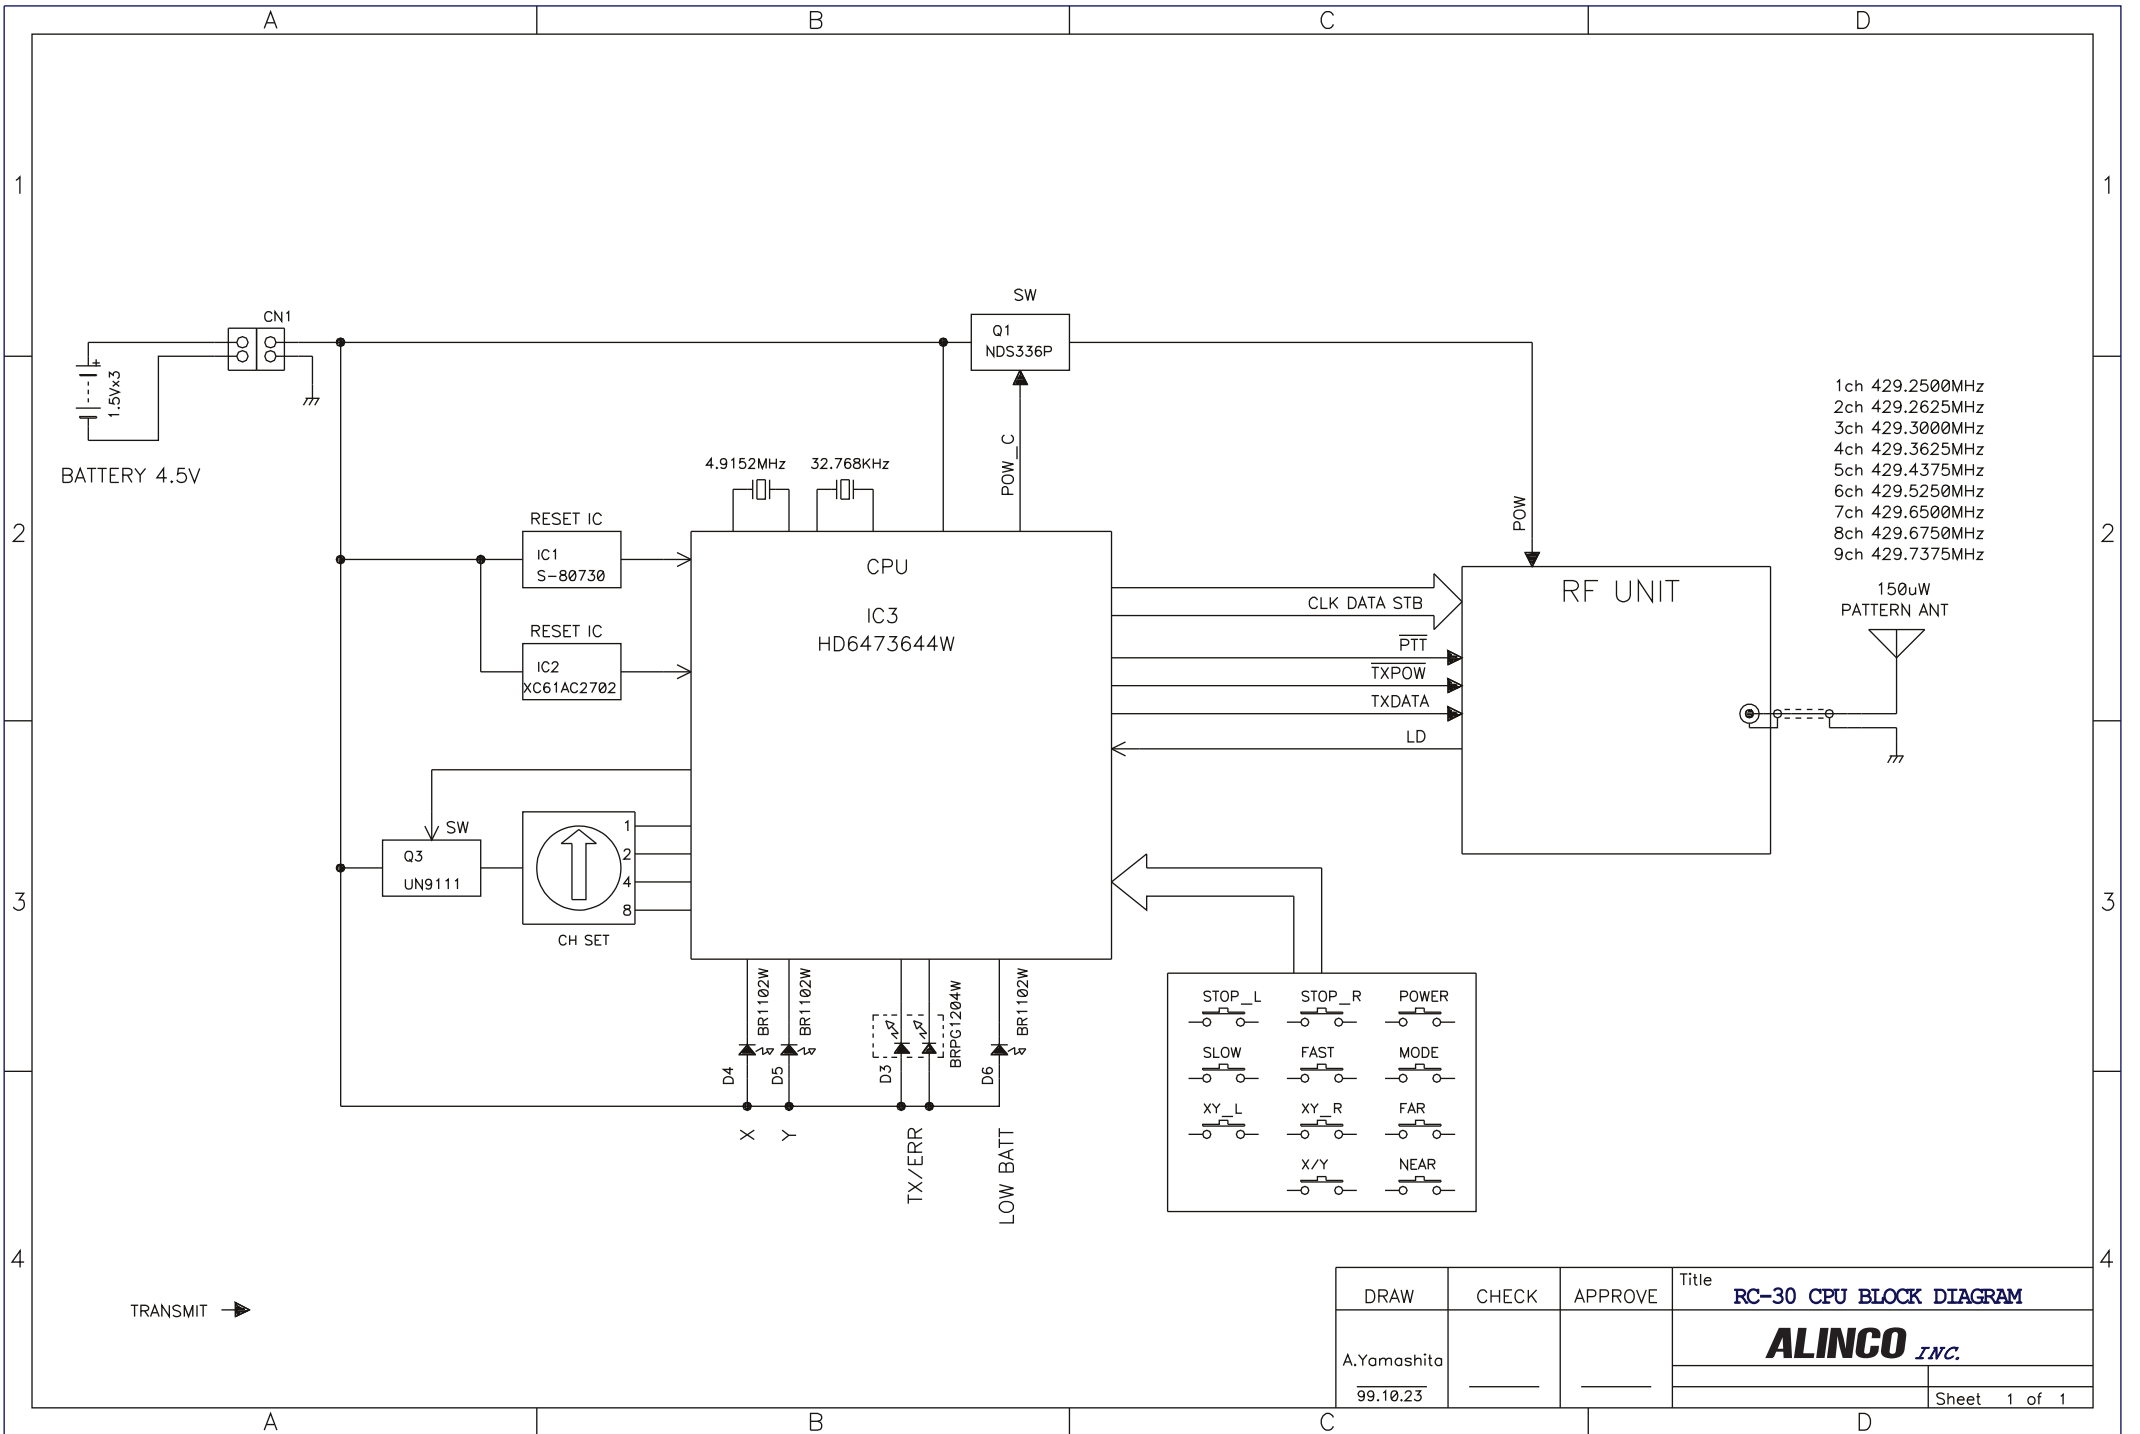 A
B
C
D
1
1
SW
CN1
Q1
NDS336P
+
1.5Vx3
BATTERY 4.5V
1ch 429.2500MHz
2ch 429.2625MHz
3ch 429.3000MHz
4ch 429.3625MHz
5ch 429.4375MHz
6ch 429.5250MHz
7ch 429.6500MHz
8ch 429.6750MHz
9ch 429.7375MHz
4.9152MHz
32.768KHz
POW_C
POW
2
2
RESET IC
IC1
S-80730
CPU
IC3
HD6473644W
RF UNIT
150uW
PATTERN ANT
CLK DATA STB
RESET IC
IC2
XC61AC2702
PTT
TXPOW
TXDATA
LD
SW
Q3
UN9111
1
2
4
8
CH SET
3
3
BR1102W
BR1102W
BRPG1204W
BR1102W
D4
D5
D3
D6
X
Y
TX/ERR
LOW BATT
STOP_L
STOP_R
POWER
SLOW
FAST
MODE
XY_L
XY_R
FAR
X/Y
NEAR
4
4
TRANSMIT
DRAW
CHECK
APPROVE
Title
RC-30 CPU BLOCK DIAGRAM
A.Yamashita
99.10.23
ALINCO INC.
Sheet 1 of 1
A
B
C
D